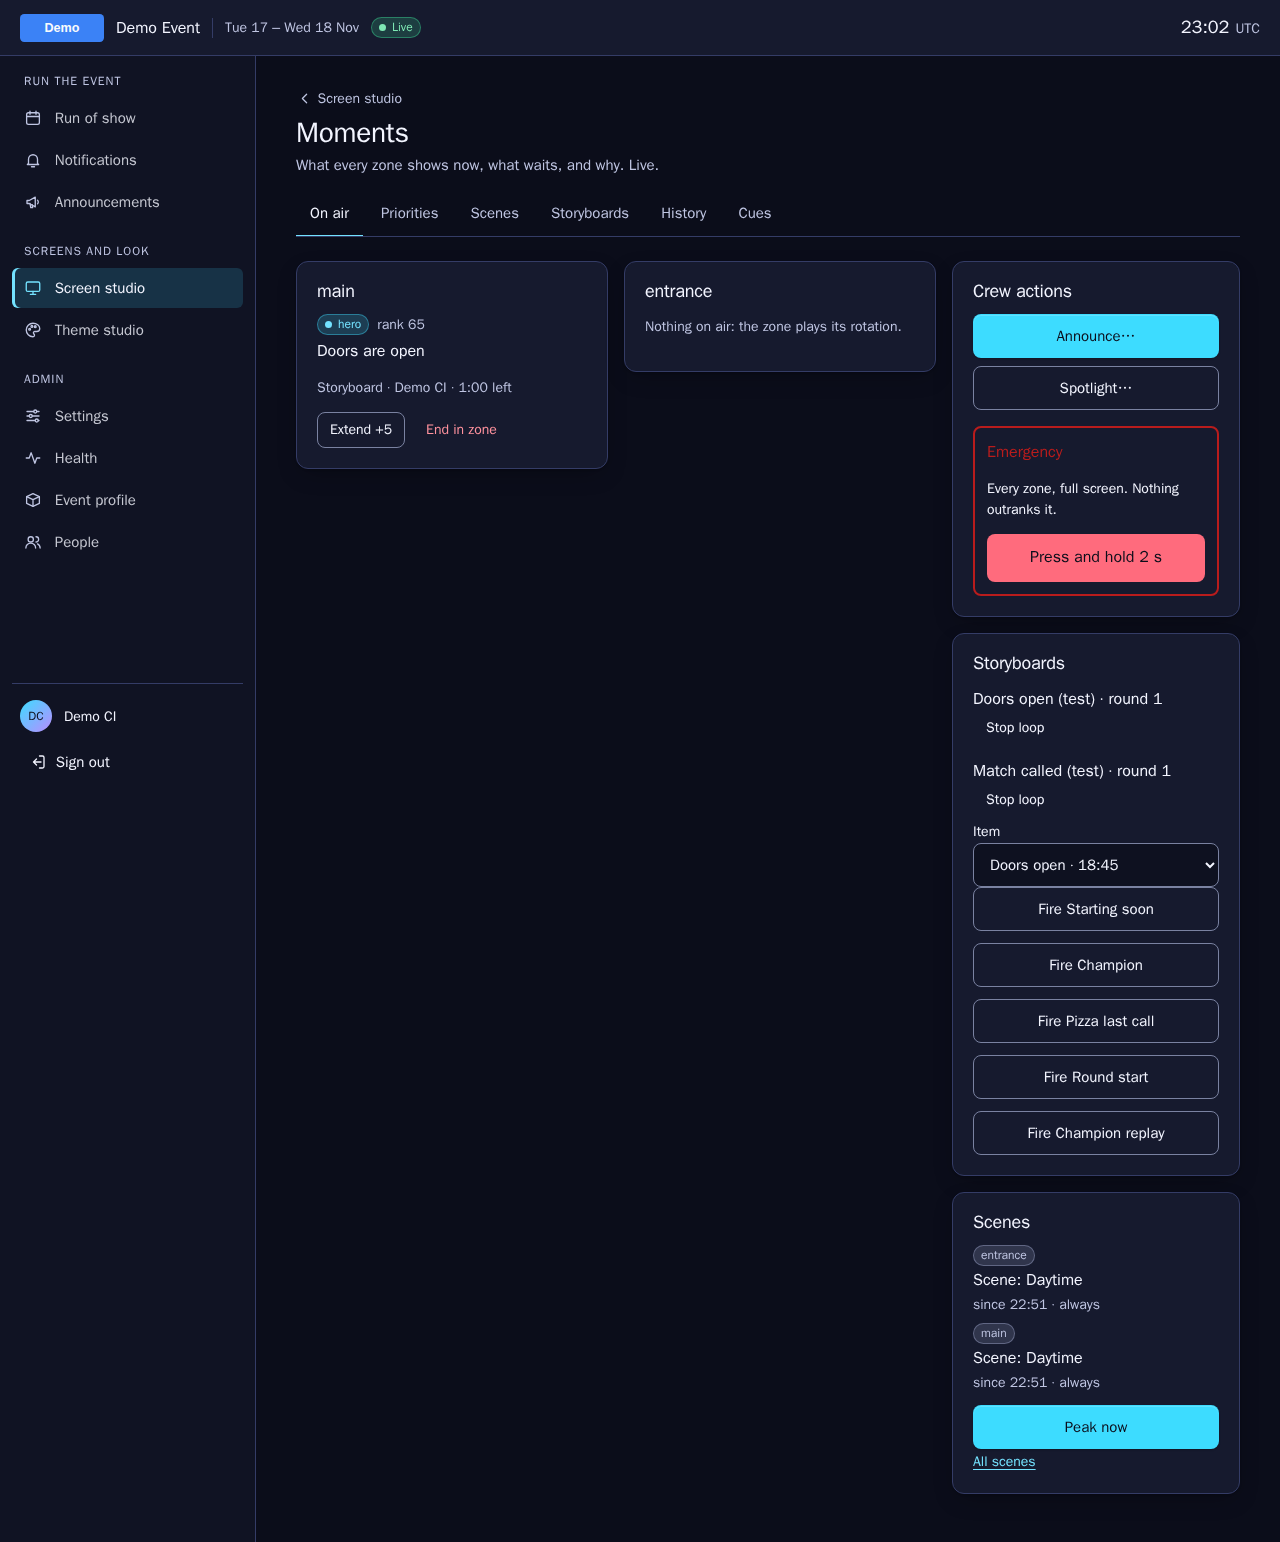 Demo
Demo Event
Tue 17 – Wed 18 Nov
Live
23:02 UTC
RUN THE EVENT
Run of show
Notifications
Announcements
SCREENS AND LOOK
Screen studio
Theme studio
ADMIN
Settings
Health
Event profile
People
DC
Demo CI
Sign out
Screen studio
Moments
What every zone shows now, what waits, and why. Live.
On air
Priorities
Scenes
Storyboards
History
Cues
main
hero
rank 65
Doors are open
Storyboard · Demo CI · 1:00 left
Extend +5
End in zone
entrance
Nothing on air: the zone plays its rotation.
Crew actions
Announce…
Spotlight…
Emergency
Every zone, full screen. Nothing
outranks it.
Press and hold 2 s
Storyboards
Doors open (test) · round 1
Stop loop
Match called (test) · round 1
Stop loop
Item
Doors open · 18:45
Fire Starting soon
Fire Champion
Fire Pizza last call
Fire Round start
Fire Champion replay
Scenes
entrance
Scene: Daytime
since 22:51 · always
main
Scene: Daytime
since 22:51 · always
Peak now
All scenes